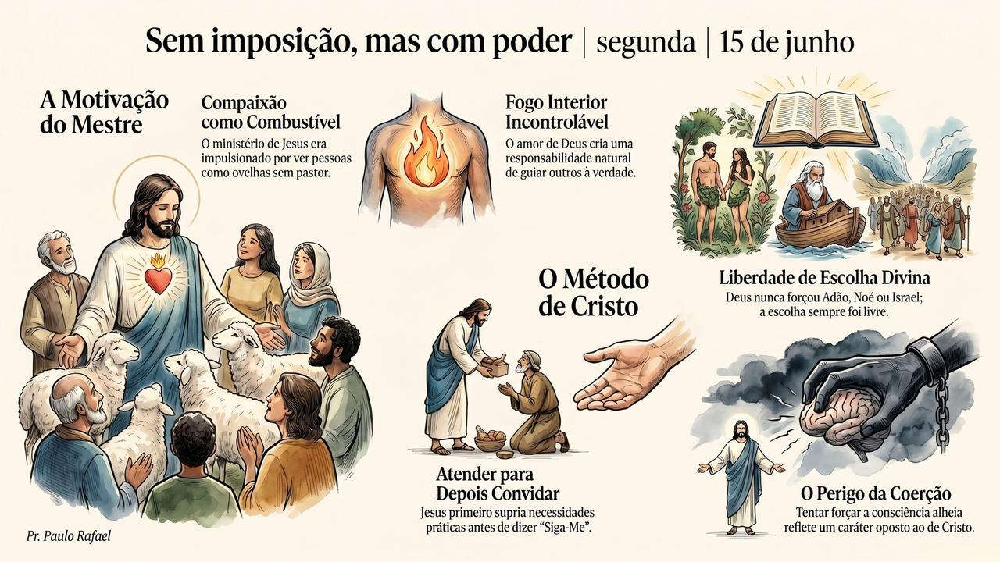 Sem imposição, mas com poder | segunda | 15 de junho
A Motivação
do Mestre
Compaixão
como Combustível
O ministério de Jesus era
impulsionado por ver pessoas
como ovelhas sem pastor.
Fogo Interior
Incontrolável
O amor de Deus cria uma
responsabilidade natural
de guiar outros à verdade.
O Método
de Cristo
Atender para
Depois Convidar
Jesus primeiro supria necessidades
práticas antes de dizer “Siga-Me”.
Liberdade de Escolha Divina
Deus nunca forçou Adão, Noé ou Israel;
a escolha sempre foi livre.
O Perigo da Coerção
Tentar forçar a consciência alheia
reflete um caráter oposto ao de Cristo.
Pr. Paulo Rafael